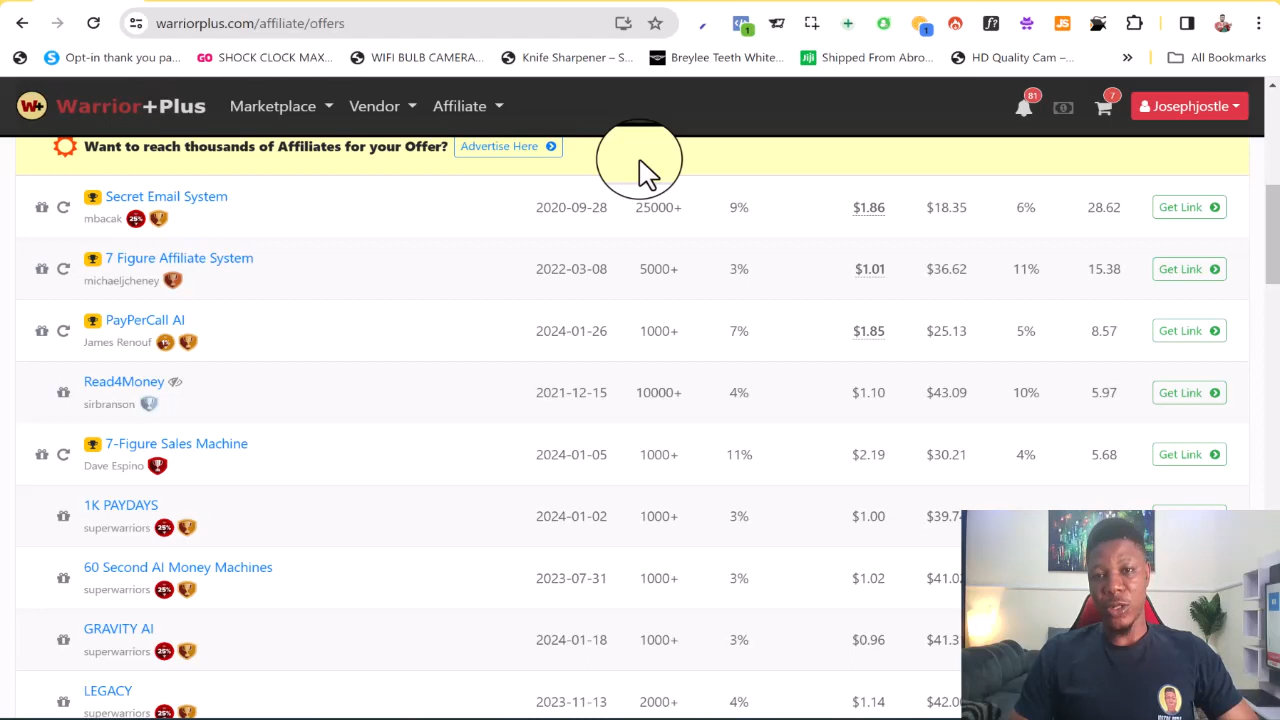 warriorplus.com/affiliate/offers
1
1
Opt-in thank you pa...
GO SHOCK CLOCK MAX...
WIFI BULB CAMERA...
Knife Sharpener – S...
Breylee Teeth White...
Jiji Shipped From Abro...
HD Quality Cam –...
»
All Bookmarks
W+ Warrior+Plus
Marketplace
Vendor
Affiliate
81
7
Josephjostle
Want to reach thousands of Affiliates for your Offer? Advertise Here
Secret Email System
mbacak 25%
2020-09-28 25000+ 9% $1.86 $18.35 6% 28.62 Get Link
7 Figure Affiliate System
michaeljcheney
2022-03-08 5000+ 3% $1.01 $36.62 11% 15.38 Get Link
PayPerCall AI
James Renouf
2024-01-26 1000+ 7% $1.85 $25.13 5% 8.57 Get Link
Read4Money
sirbranson
2021-12-15 10000+ 4% $1.10 $43.09 10% 5.97 Get Link
7-Figure Sales Machine
Dave Espino
2024-01-05 1000+ 11% $2.19 $30.21 4% 5.68 Get Link
1K PAYDAYS
superwarriors 25%
2024-01-02 1000+ 3% $1.00
60 Second AI Money Machines
superwarriors 25%
2023-07-31 1000+ 3% $1.02
GRAVITY AI
superwarriors 25%
2024-01-18 1000+ 3% $0.96
LEGACY
superwarriors 25%
2023-11-13 2000+ 4% $1.14